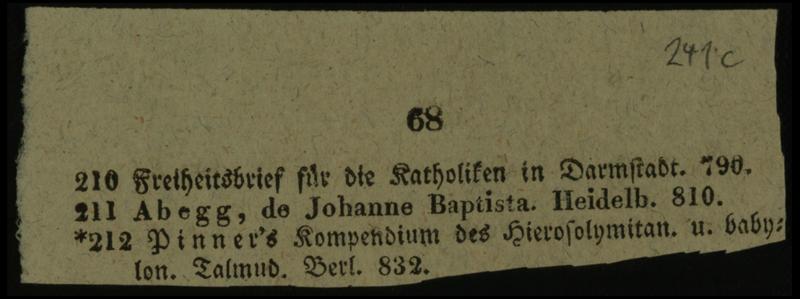 241c
68
210 Freiheitsbrief für die Katholiken in Darmſtadt. 790.
211 Abegg, de Johanne Baptista. Heidelb. 810.
*212 Pinner's Kompendium des Hieroſolymitan. u. baby⸗
lon. Talmud. Berl. 832.